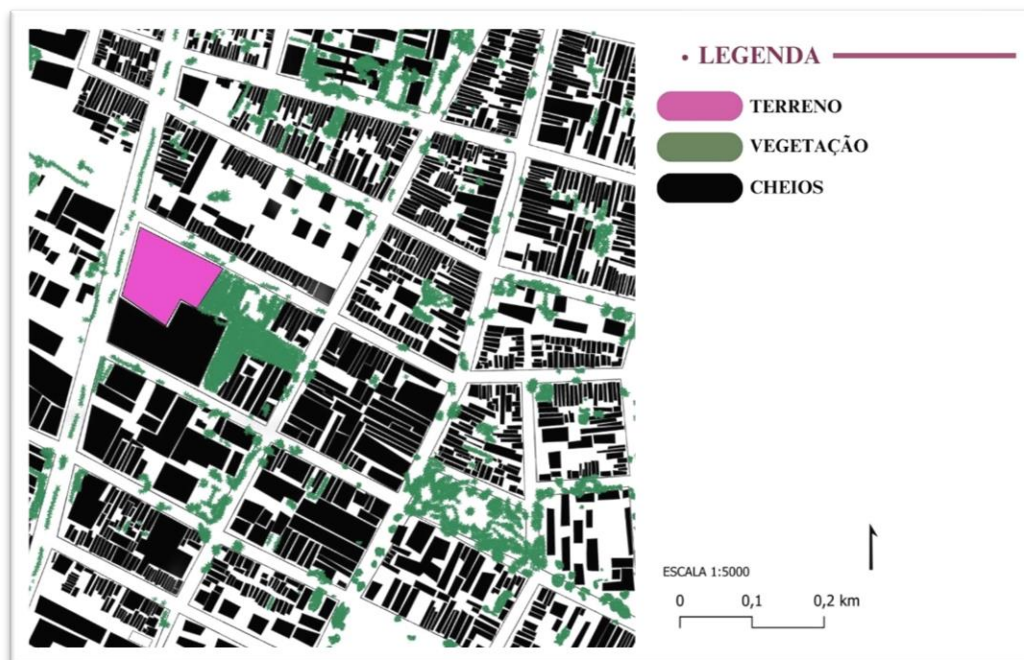 • LEGENDA
TERRENO
VEGETAÇÃO
CHEIOS
ESCALA 1:5000
0 0,1 0,2 km